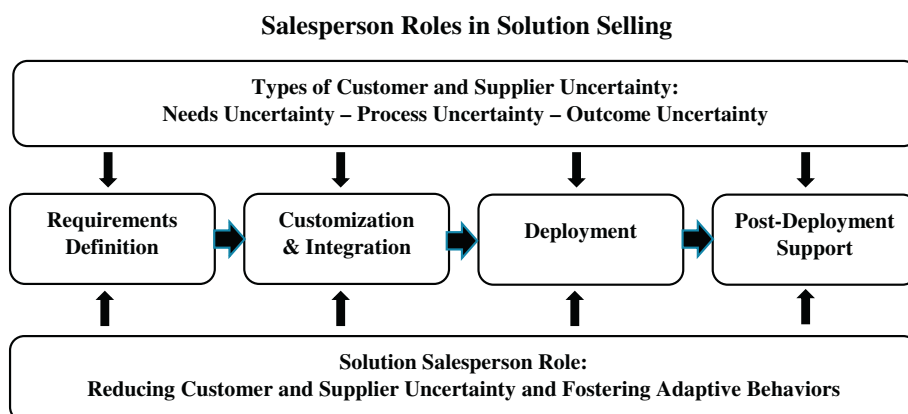 Salesperson Roles in Solution Selling
Types of Customer and Supplier Uncertainty:
Needs Uncertainty – Process Uncertainty – Outcome Uncertainty
Requirements
Definition
Customization
& Integration
Deployment
Post-Deployment
Support
Solution Salesperson Role:
Reducing Customer and Supplier Uncertainty and Fostering Adaptive Behaviors